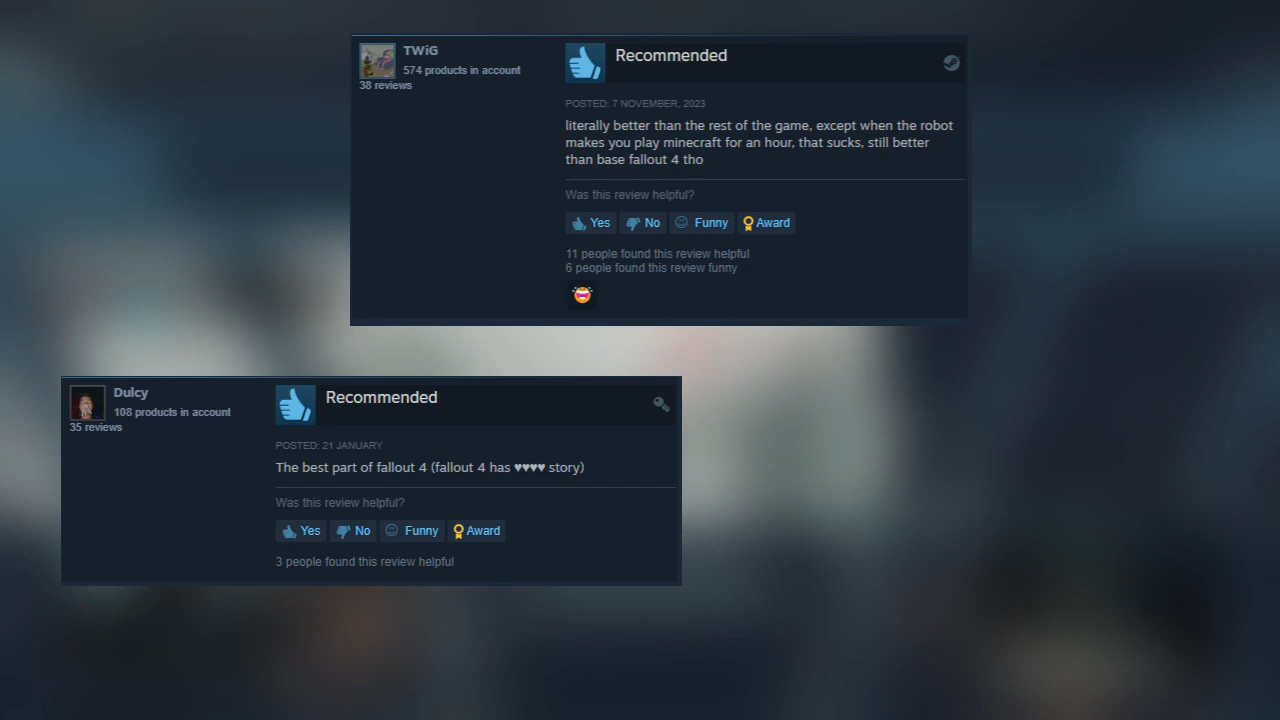 TWiG
574 products in account
38 reviews
Recommended
POSTED: 7 NOVEMBER, 2023
literally better than the rest of the game, except when the robot
makes you play minecraft for an hour, that sucks, still better
than base fallout 4 tho
Was this review helpful?
Yes No Funny Award
11 people found this review helpful
6 people found this review funny
Dulcy
108 products in account
35 reviews
Recommended
POSTED: 21 JANUARY
The best part of fallout 4 (fallout 4 has ♥♥♥♥ story)
Was this review helpful?
Yes No Funny Award
3 people found this review helpful